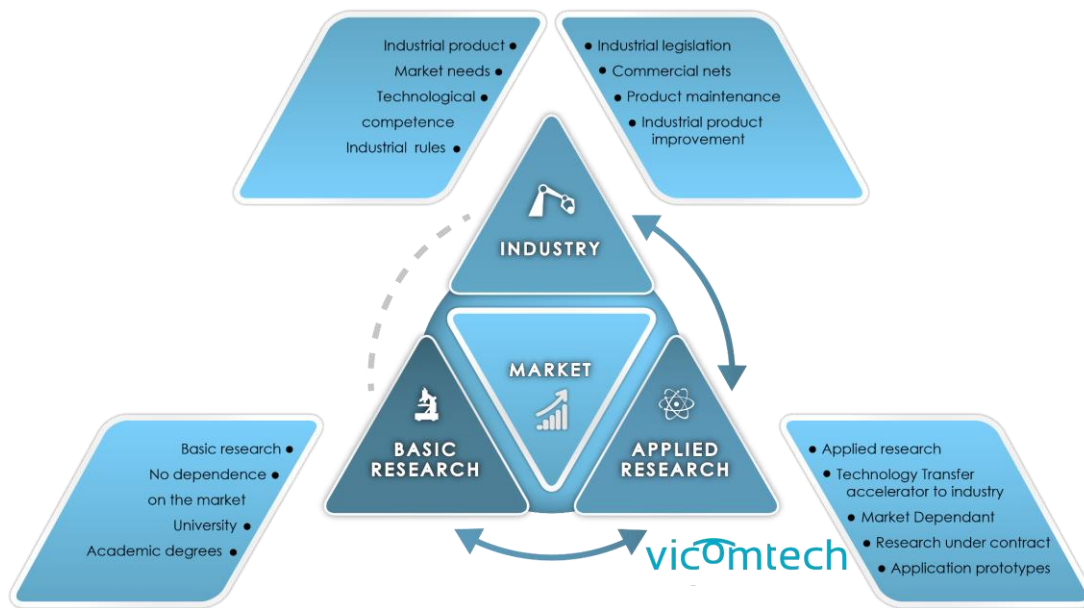 Industrial product
Market needs
Technological
competence
Industrial rules
Industrial legislation
Commercial nets
Product maintenance
Industrial product
improvement
INDUSTRY
MARKET
BASIC
RESEARCH
APPLIED
RESEARCH
Basic research
No dependence
on the market
University
Academic degrees
Applied research
Technology Transfer
accelerator to industry
Market Dependant
Research under contract
Application prototypes
vicomtech